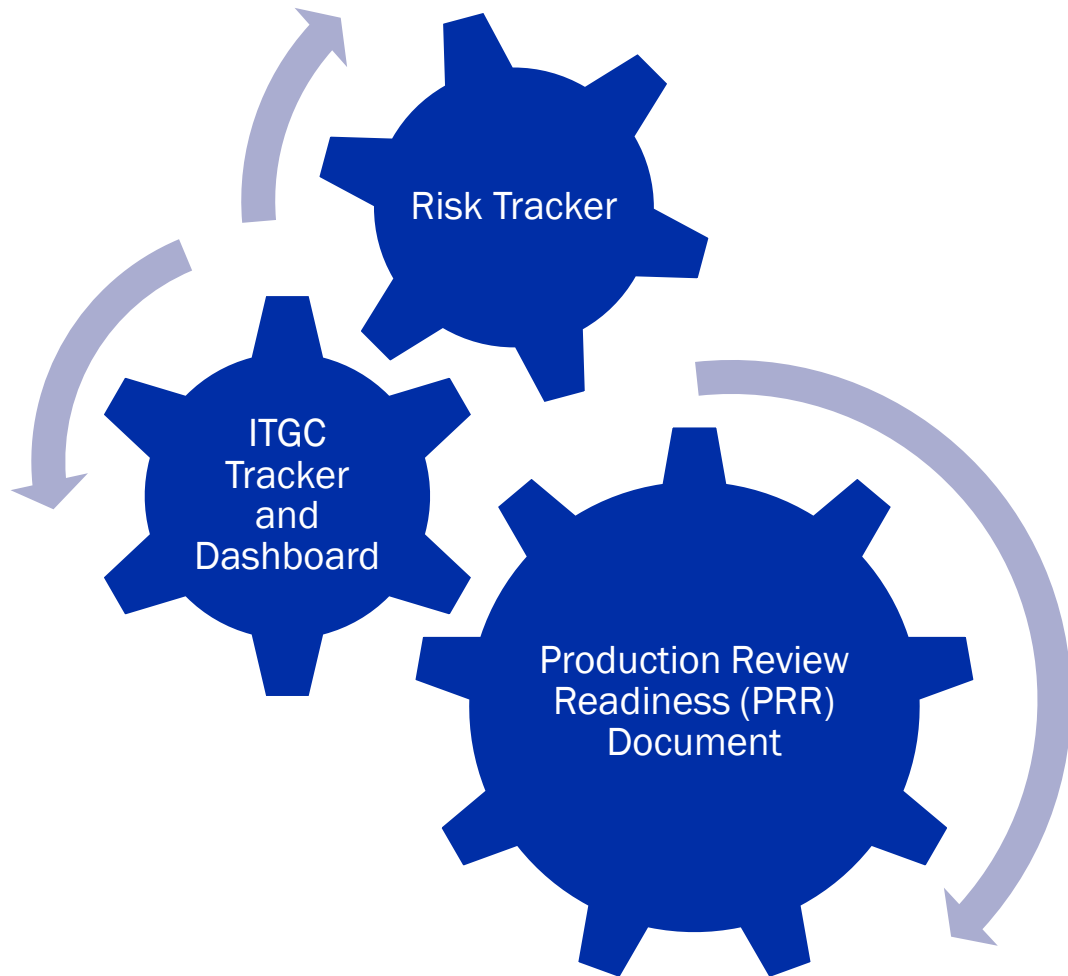 Risk Tracker
ITGC
Tracker
and
Dashboard
Production Review
Readiness (PRR)
Document